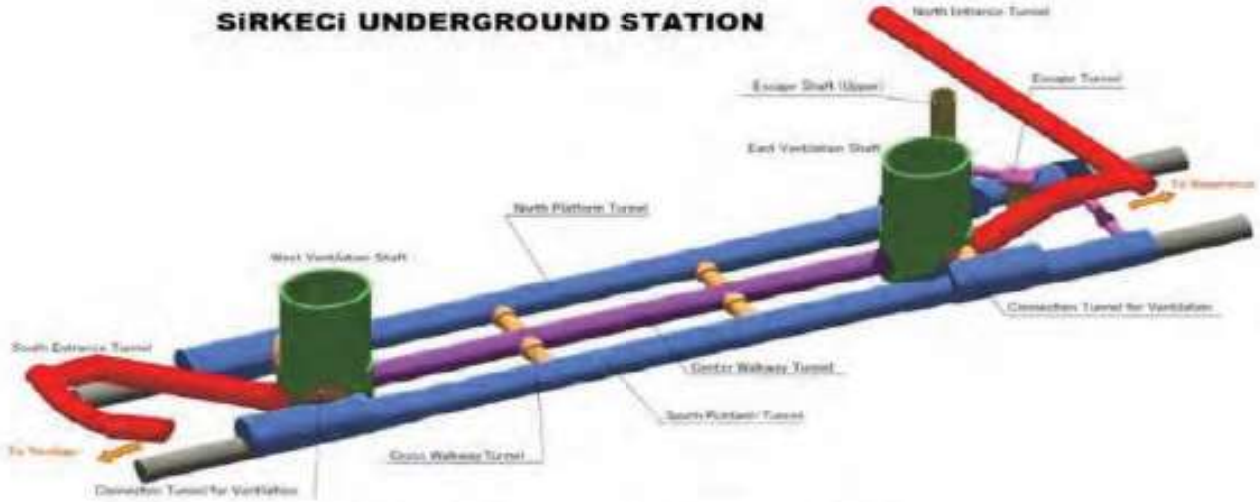 SiRKECi UNDERGROUND STATION
North Entrance Tunnel
Escape Shaft (Upper)
Escape Tunnel
East Ventilation Shaft
To
North Platform Tunnel
West Ventilation Shaft
Connection Tunnel for Ventilation
South Entrance Tunnel
Center Walkway Tunnel
South Platform Tunnel
To
Cross Walkway Tunnel
Connection Tunnel for Ventilation